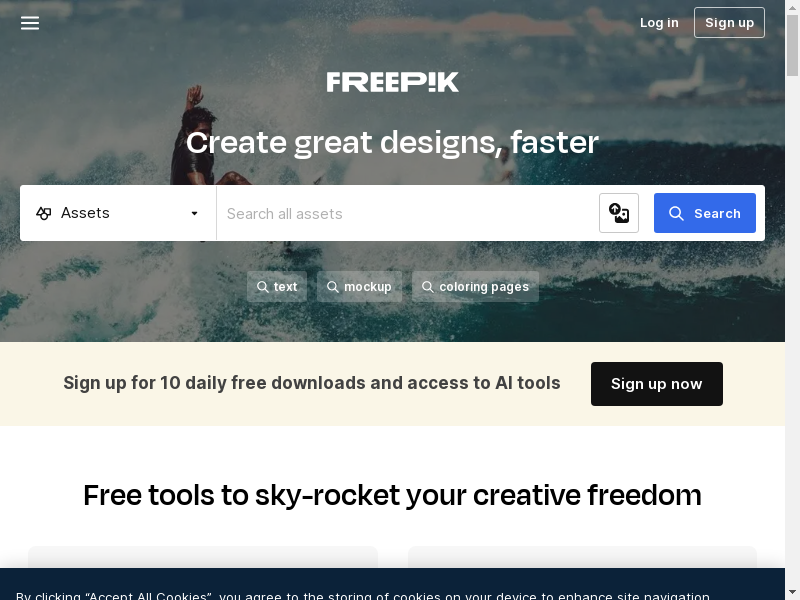 Log in
Sign up
FREEPIK
Create great designs, faster
Assets
Search all assets
Search
text
mockup
coloring pages
Sign up for 10 daily free downloads and access to AI tools
Sign up now
Free tools to sky-rocket your creative freedom
By clicking “Accept All Cookies”, you agree to the storing of cookies on your device to enhance site navigation,